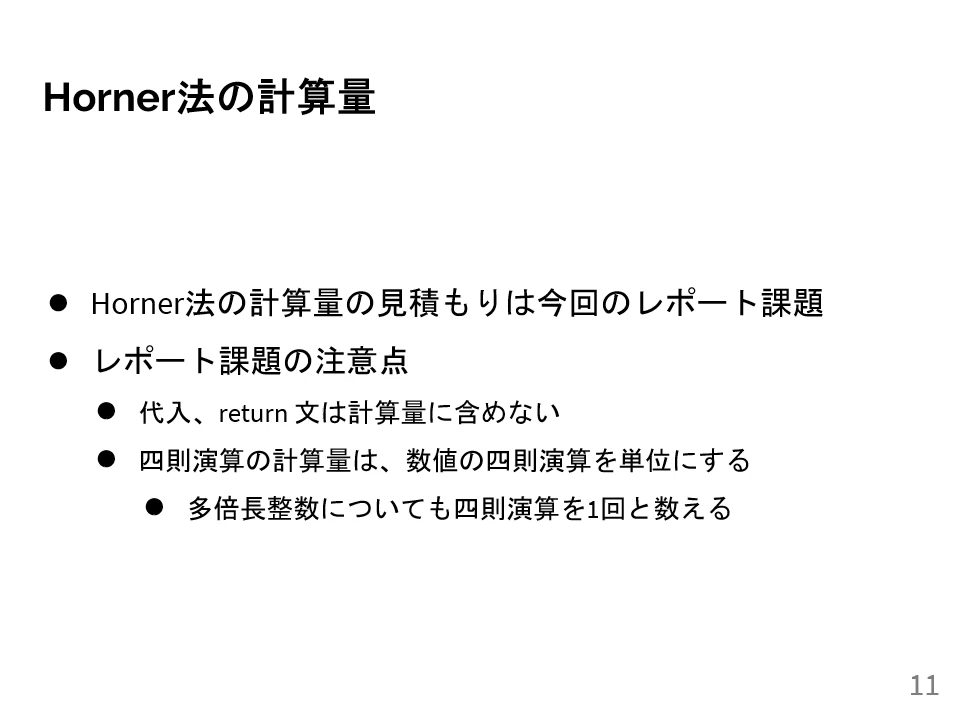 Horner法の計算量
● Horner法の計算量の見積もりは今回のレポート課題
● レポート課題の注意点
● 代入、return 文は計算量に含めない
● 四則演算の計算量は、数値の四則演算を単位にする
● 多倍長整数についても四則演算を1回と数える
11